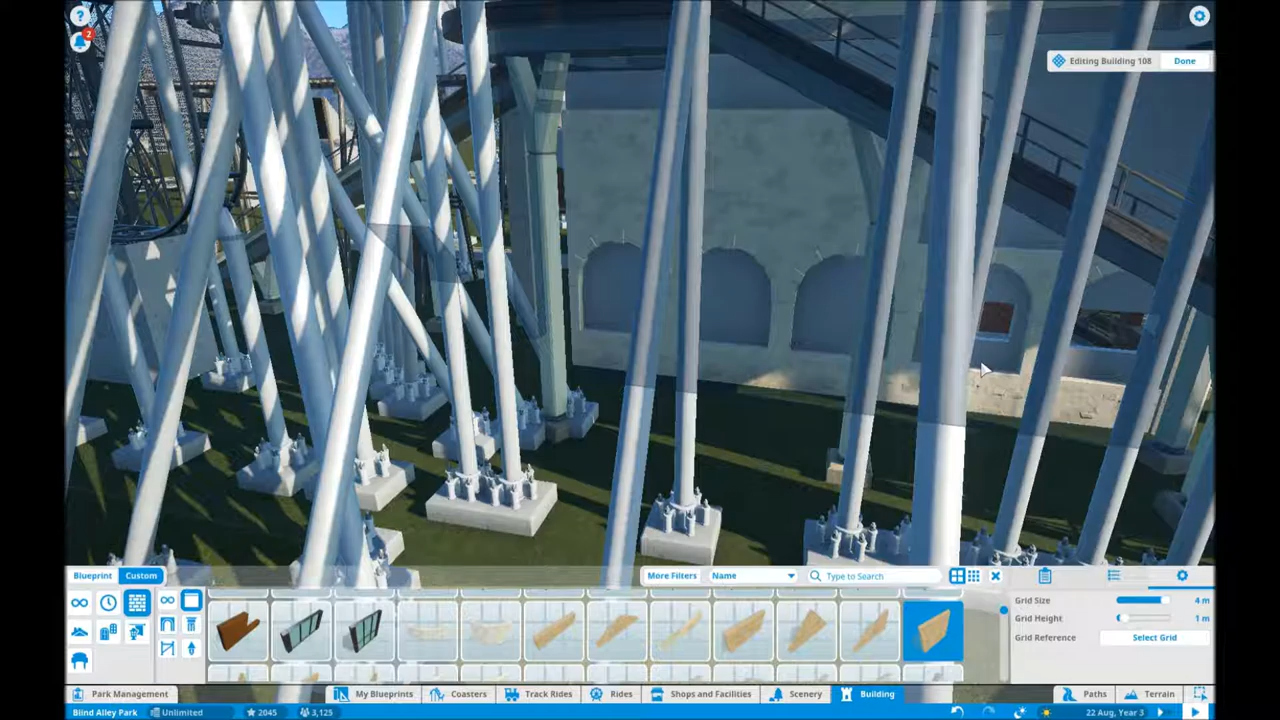 ?
2
Editing Building 108 Done
Blueprint Custom More Filters Name Type to Search
Grid Size 4 m
Grid Height 1 m
Grid Reference Select Grid
Park Management My Blueprints Coasters Track Rides Rides Shops and Facilities Scenery Building Paths Terrain
Blind Alley Park Unlimited 2045 3,125 22 Aug, Year 3